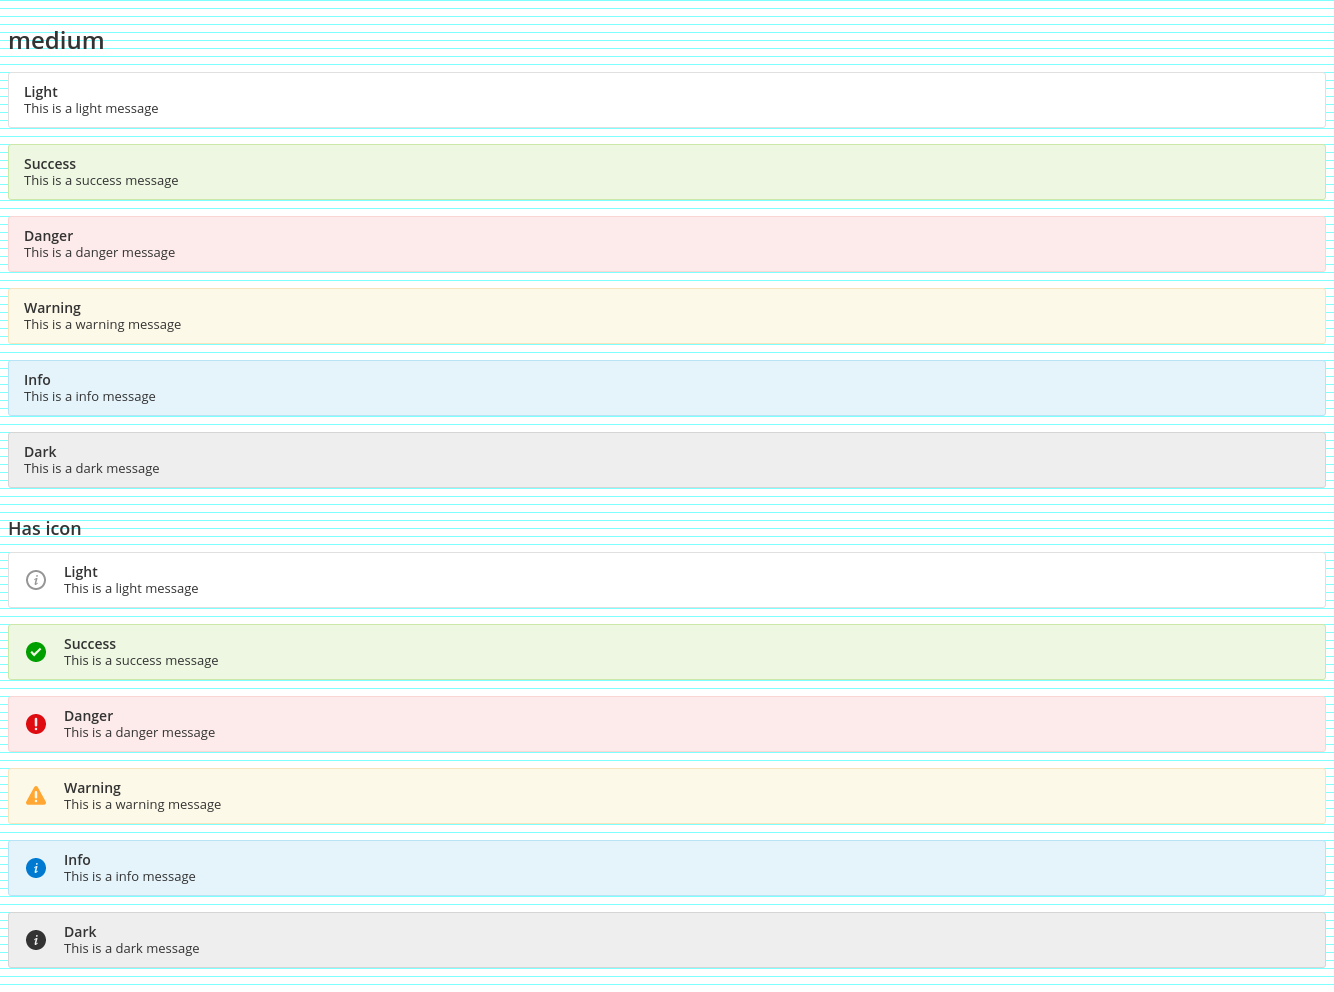 medium
Light
This is a light message
Success
This is a success message
Danger
This is a danger message
Warning
This is a warning message
Info
This is a info message
Dark
This is a dark message
Has icon
Light
This is a light message
Success
This is a success message
Danger
This is a danger message
Warning
This is a warning message
Info
This is a info message
Dark
This is a dark message